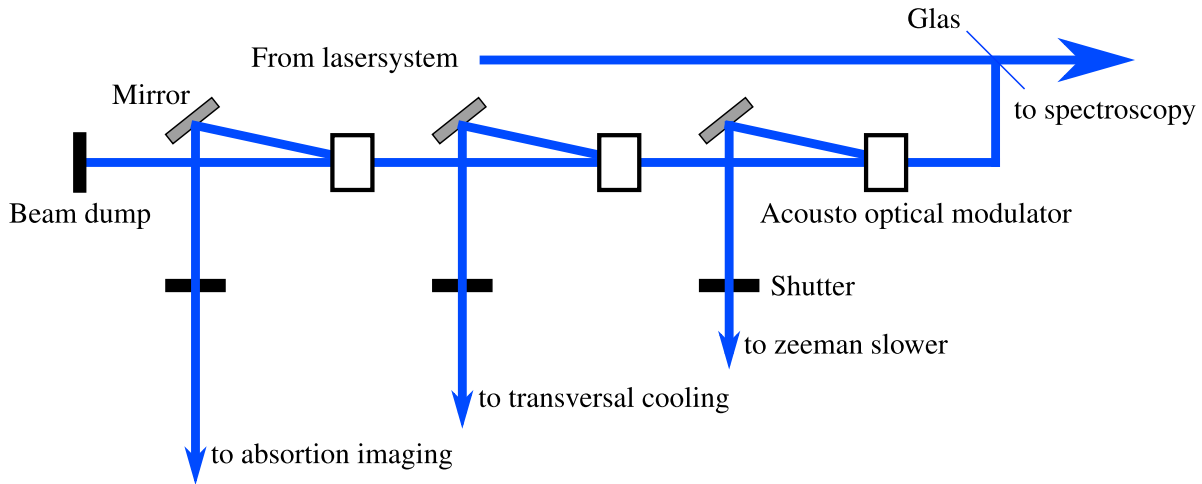 Glas
From lasersystem
Mirror
to spectroscopy
Beam dump
Acousto optical modulator
Shutter
to zeeman slower
to transversal cooling
to absortion imaging